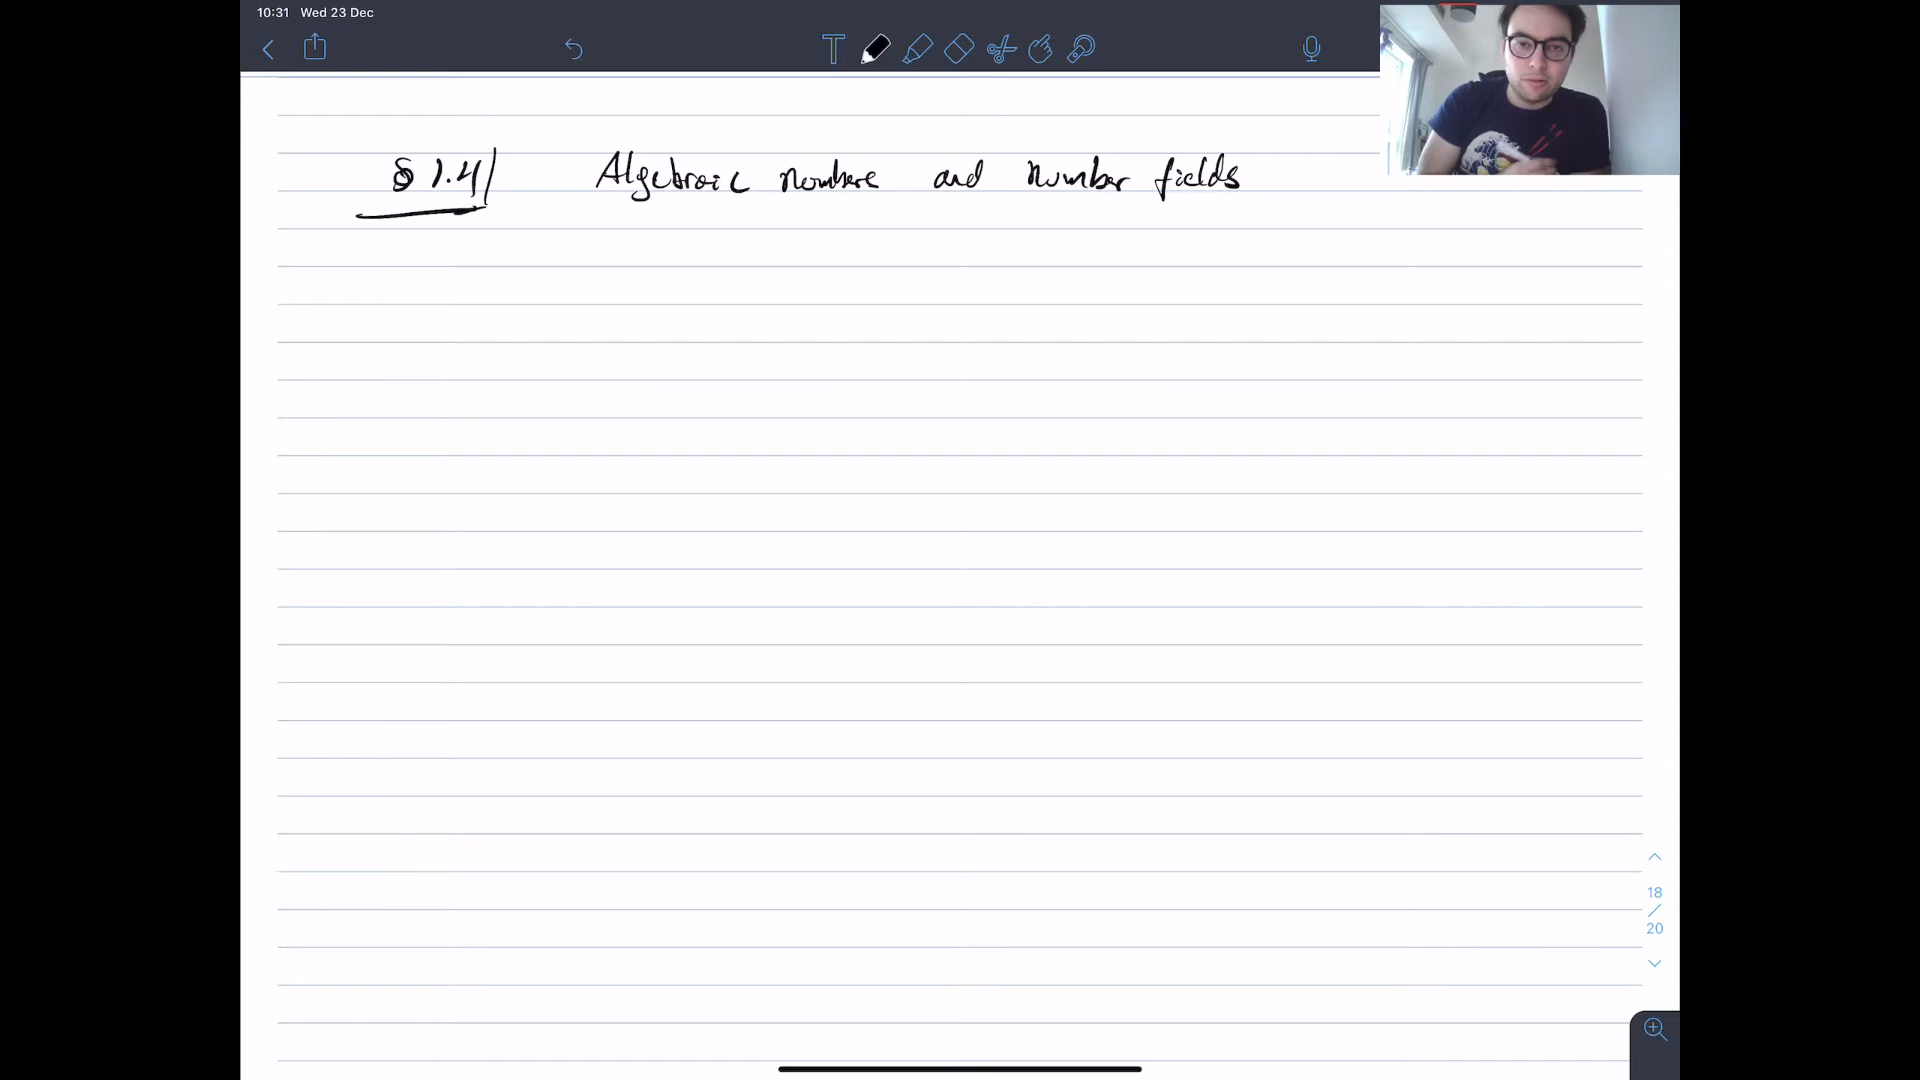 10:31 Wed 23 Dec
T
§ 1.4 Algebraic numbers and number fields
18
/
20